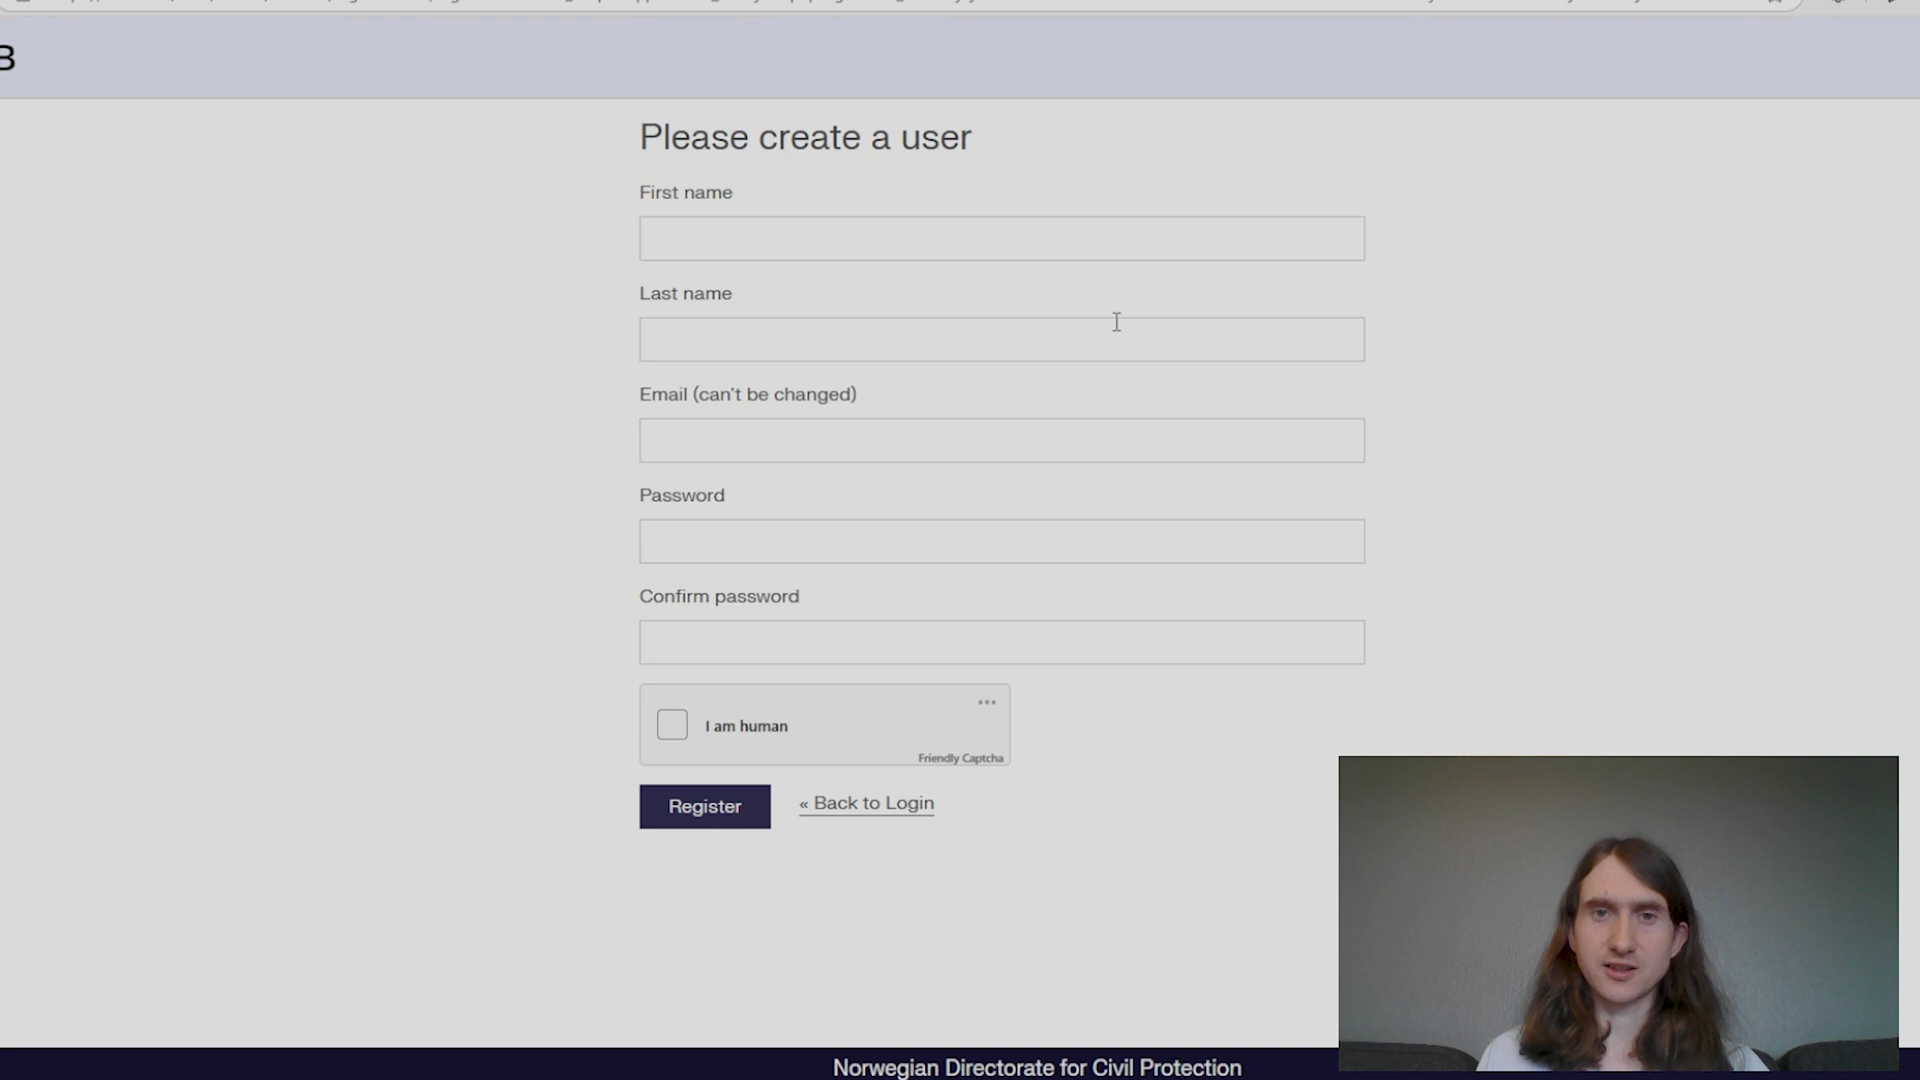 B
Please create a user
First name
Last name
Email (can't be changed)
Password
Confirm password
I am human
Friendly Captcha
Register
« Back to Login
Norwegian Directorate for Civil Protection